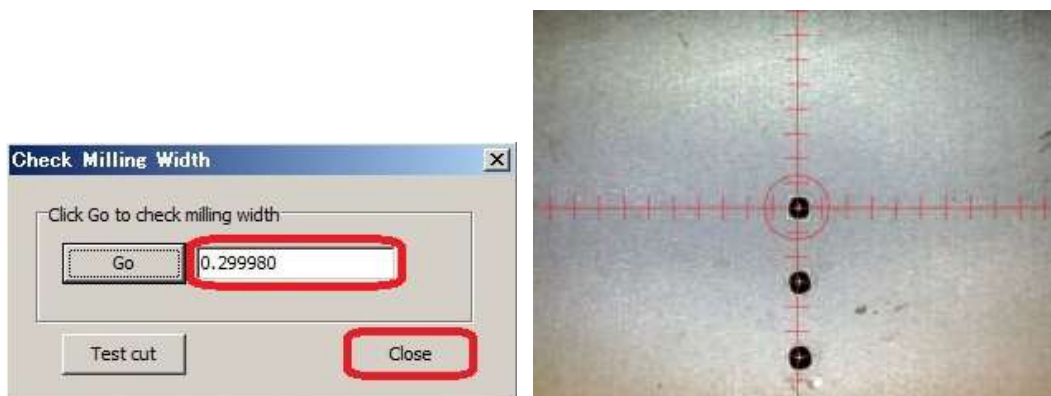 Check Milling Width
Click Go to check milling width
Go
0.299980
Test cut
Close